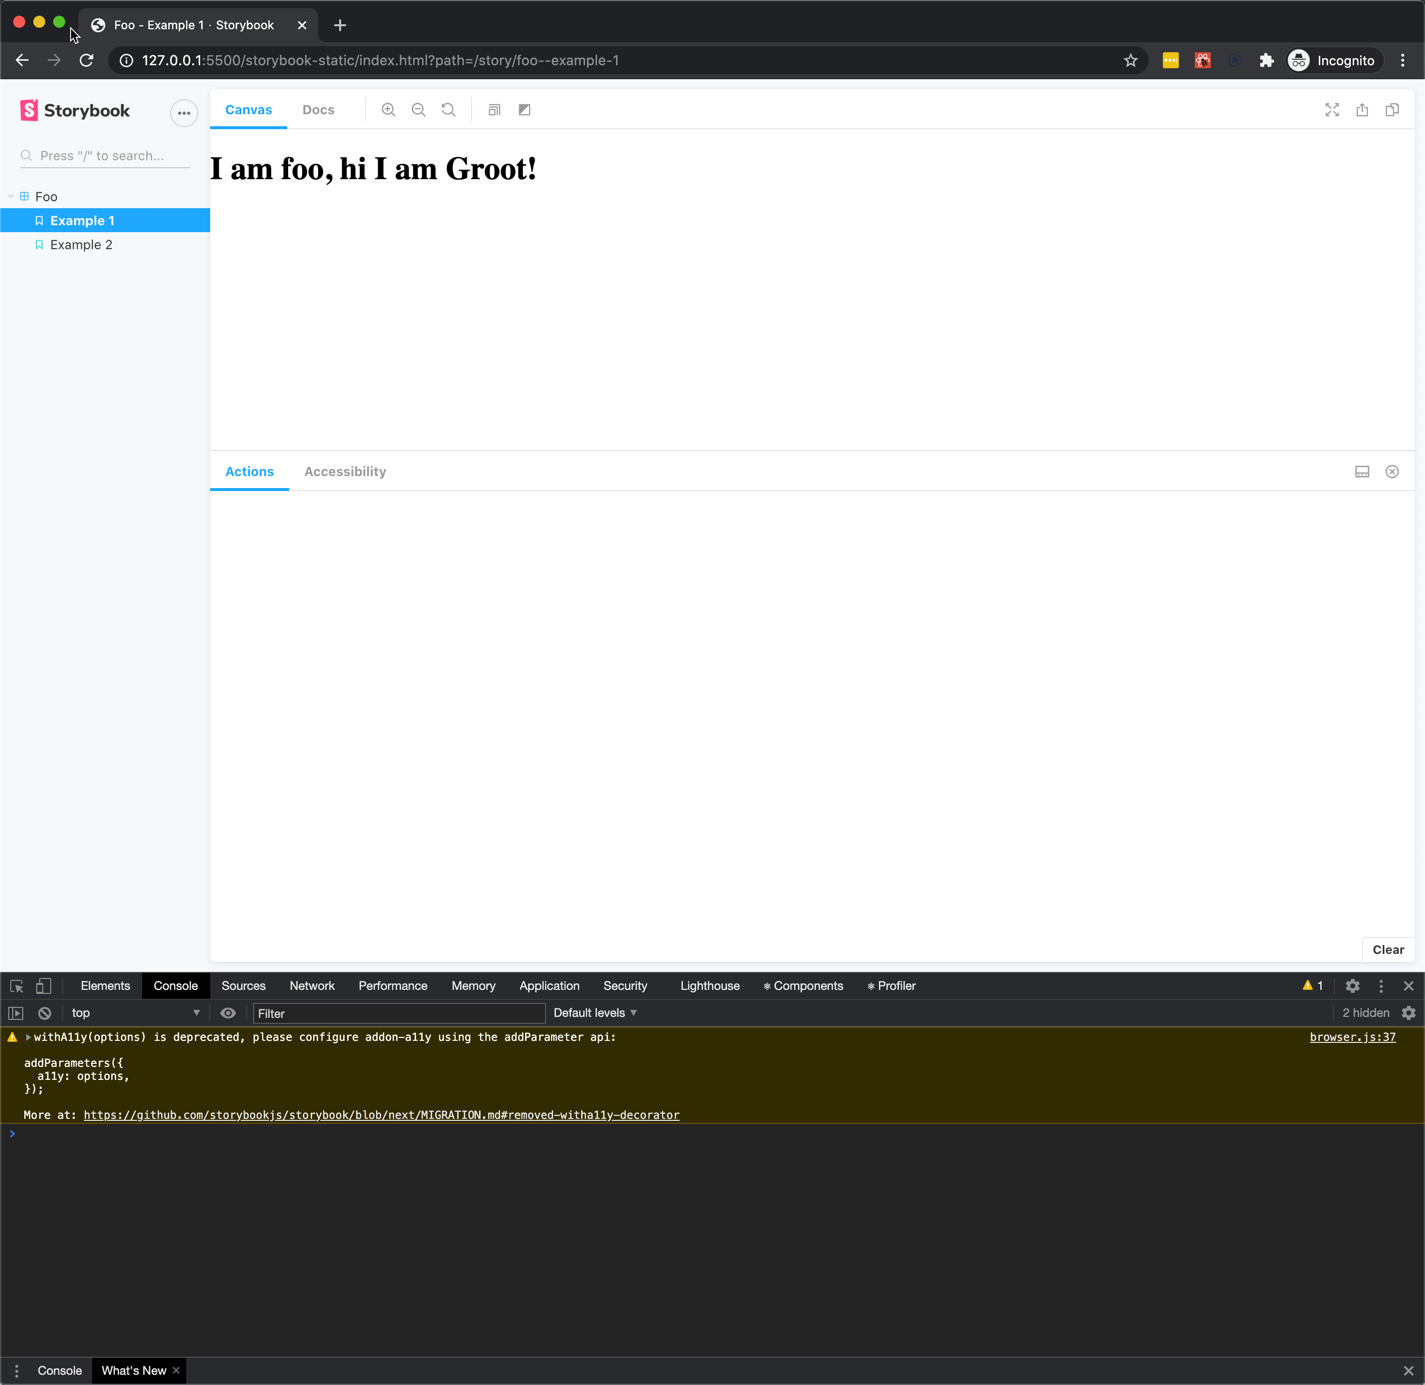 Foo - Example 1 · Storybook
127.0.0.1:5500/storybook-static/index.html?path=/story/foo--example-1
Incognito
Storybook
Canvas Docs
Press "/" to search...
I am foo, hi I am Groot!
Foo
Example 1
Example 2
Actions Accessibility
Clear
Elements Console Sources Network Performance Memory Application Security Lighthouse Components Profiler 1
top Filter Default levels 2 hidden
withA11y(options) is deprecated, please configure addon-a11y using the addParameter api: browser.js:37
addParameters({
a11y: options,
});
More at: https://github.com/storybookjs/storybook/blob/next/MIGRATION.md#removed-witha11y-decorator
Console What's New